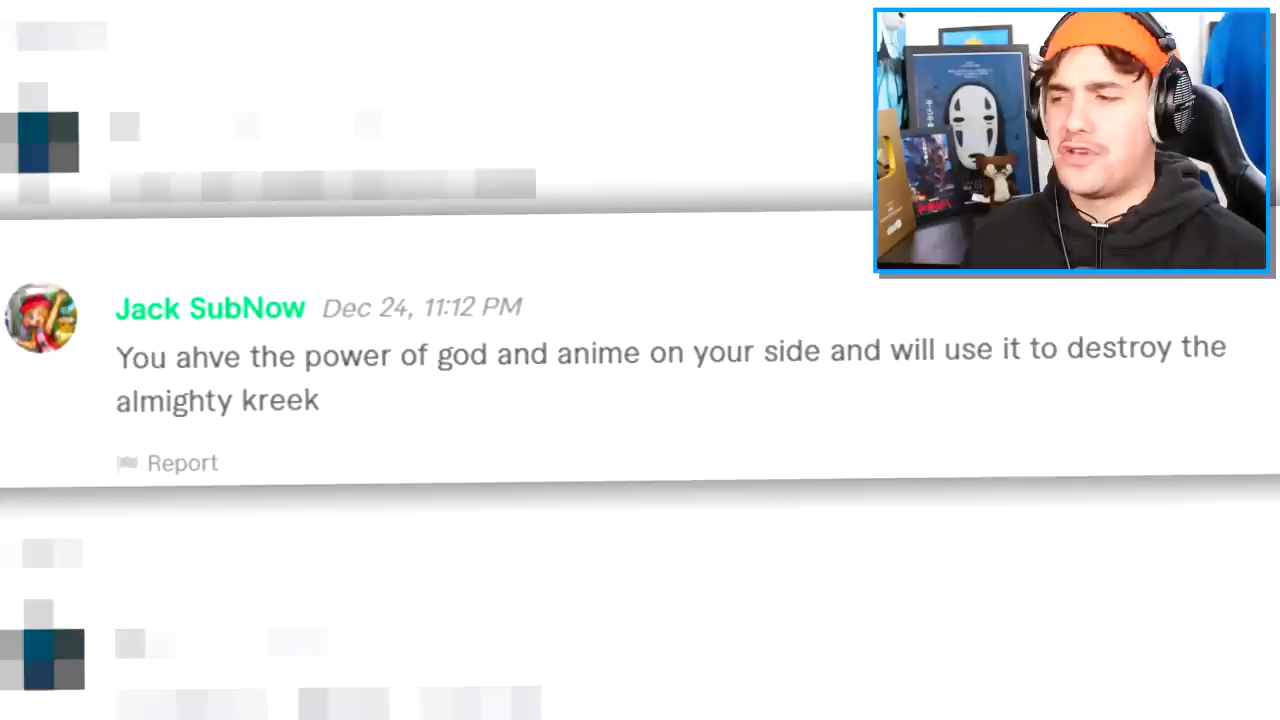 Jack SubNow Dec 24, 11:12 PM
You ahve the power of god and anime on your side and will use it to destroy the
almighty kreek
Report